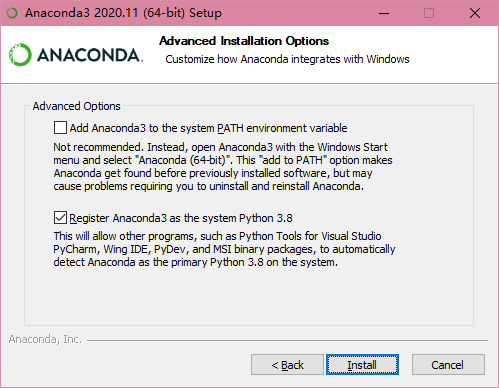 Anaconda3 2020.11 (64-bit) Setup
ANACONDA.
Advanced Installation Options
Customize how Anaconda integrates with Windows
Advanced Options
Add Anaconda3 to the system PATH environment variable
Not recommended. Instead, open Anaconda3 with the Windows Start
menu and select "Anaconda (64-bit)". This "add to PATH" option makes
Anaconda get found before previously installed software, but may
cause problems requiring you to uninstall and reinstall Anaconda.
Register Anaconda3 as the system Python 3.8
This will allow other programs, such as Python Tools for Visual Studio
PyCharm, Wing IDE, PyDev, and MSI binary packages, to automatically
detect Anaconda as the primary Python 3.8 on the system.
Anaconda, Inc.
< Back
Install
Cancel